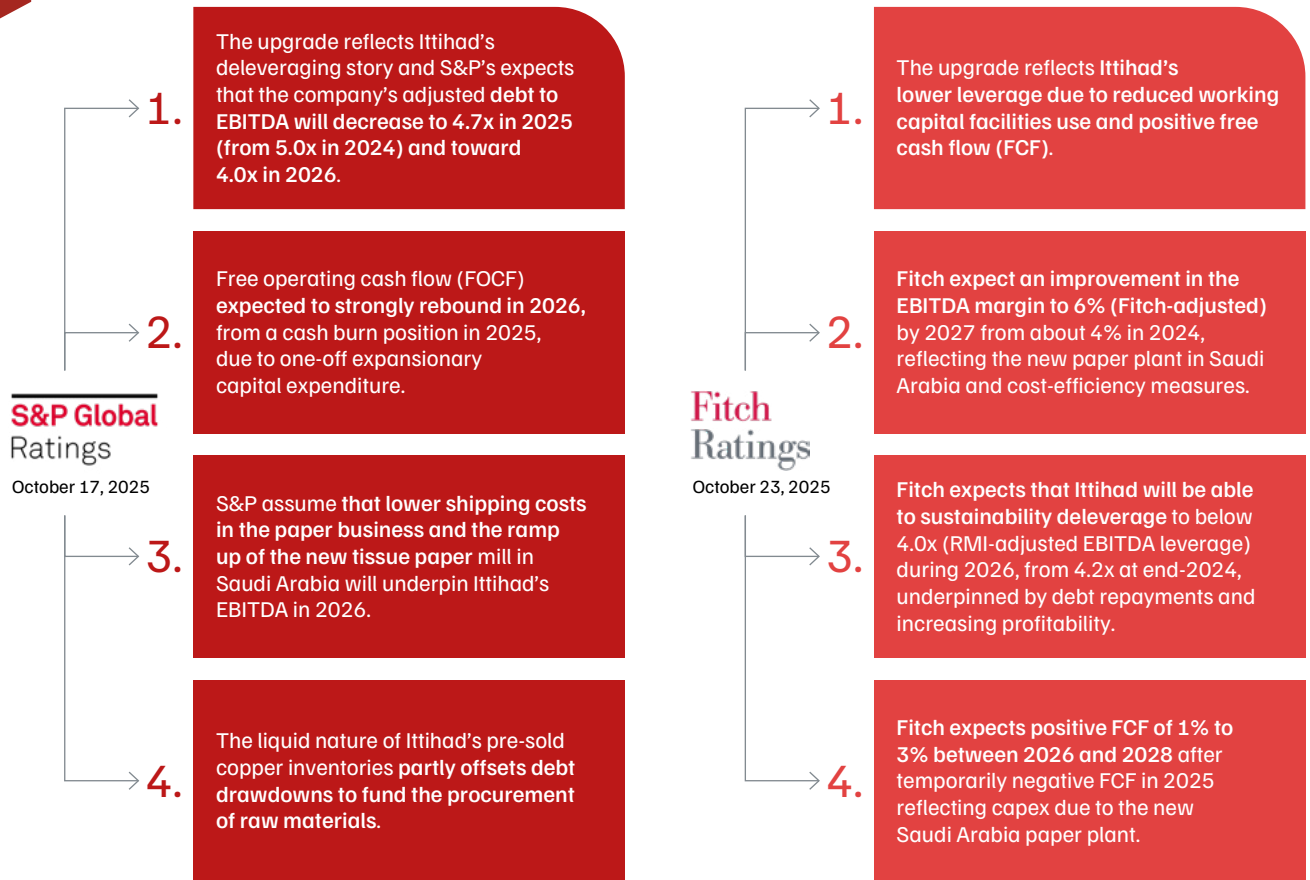 S&P Global
Ratings
October 17, 2025
1.
The upgrade reflects Ittihad's
deleveraging story and S&P's expects
that the company's adjusted debt to
EBITDA will decrease to 4.7x in 2025
(from 5.0x in 2024) and toward
4.0x in 2026.
2.
Free operating cash flow (FOCF)
expected to strongly rebound in 2026,
from a cash burn position in 2025,
due to one-off expansionary
capital expenditure.
3.
S&P assume that lower shipping costs
in the paper business and the ramp
up of the new tissue paper mill in
Saudi Arabia will underpin Ittihad's
EBITDA in 2026.
4.
The liquid nature of Ittihad's pre-sold
copper inventories partly offsets debt
drawdowns to fund the procurement
of raw materials.
Fitch
Ratings
October 23, 2025
1.
The upgrade reflects Ittihad's
lower leverage due to reduced working
capital facilities use and positive free
cash flow (FCF).
2.
Fitch expect an improvement in the
EBITDA margin to 6% (Fitch-adjusted)
by 2027 from about 4% in 2024,
reflecting the new paper plant in Saudi
Arabia and cost-efficiency measures.
3.
Fitch expects that Ittihad will be able
to sustainability deleverage to below
4.0x (RMI-adjusted EBITDA leverage)
during 2026, from 4.2x at end-2024,
underpinned by debt repayments and
increasing profitability.
4.
Fitch expects positive FCF of 1% to
3% between 2026 and 2028 after
temporarily negative FCF in 2025
reflecting capex due to the new
Saudi Arabia paper plant.